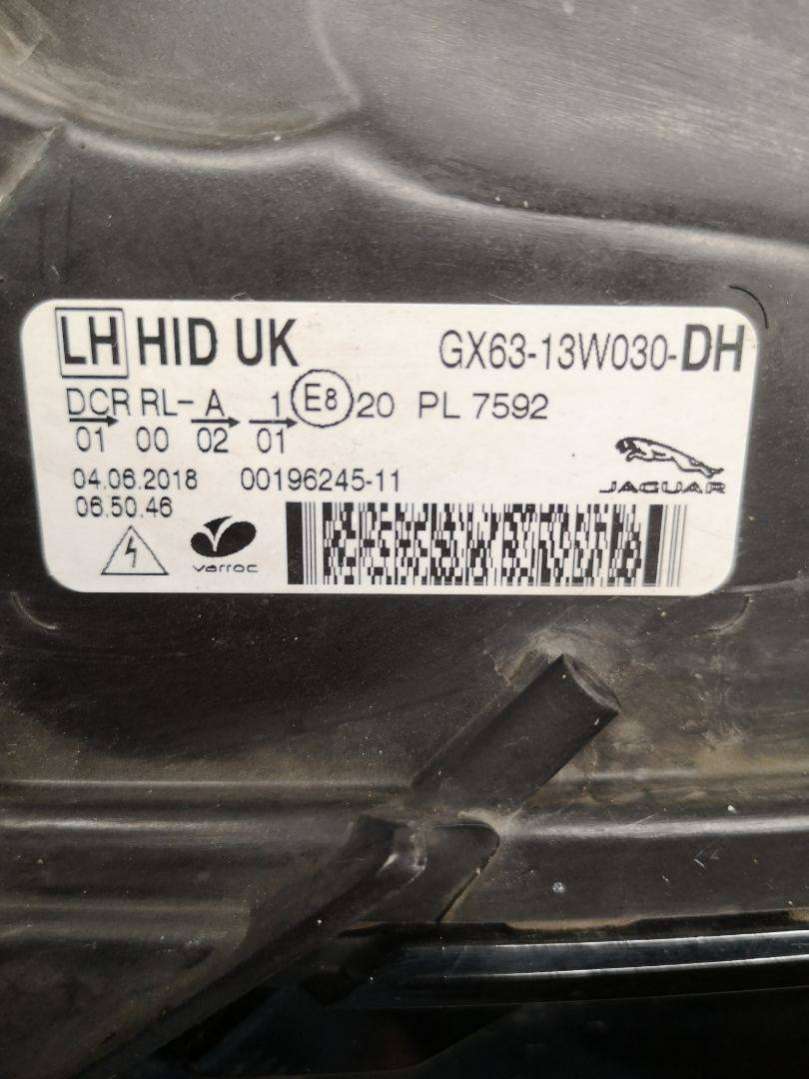 LH HID UK GX63-13W030-DH
DCR RL- A 1 E8 20 PL 7592
01 00 02 01
04.06.2018 00196245-11
06.50.46
JAGUAR
varroc